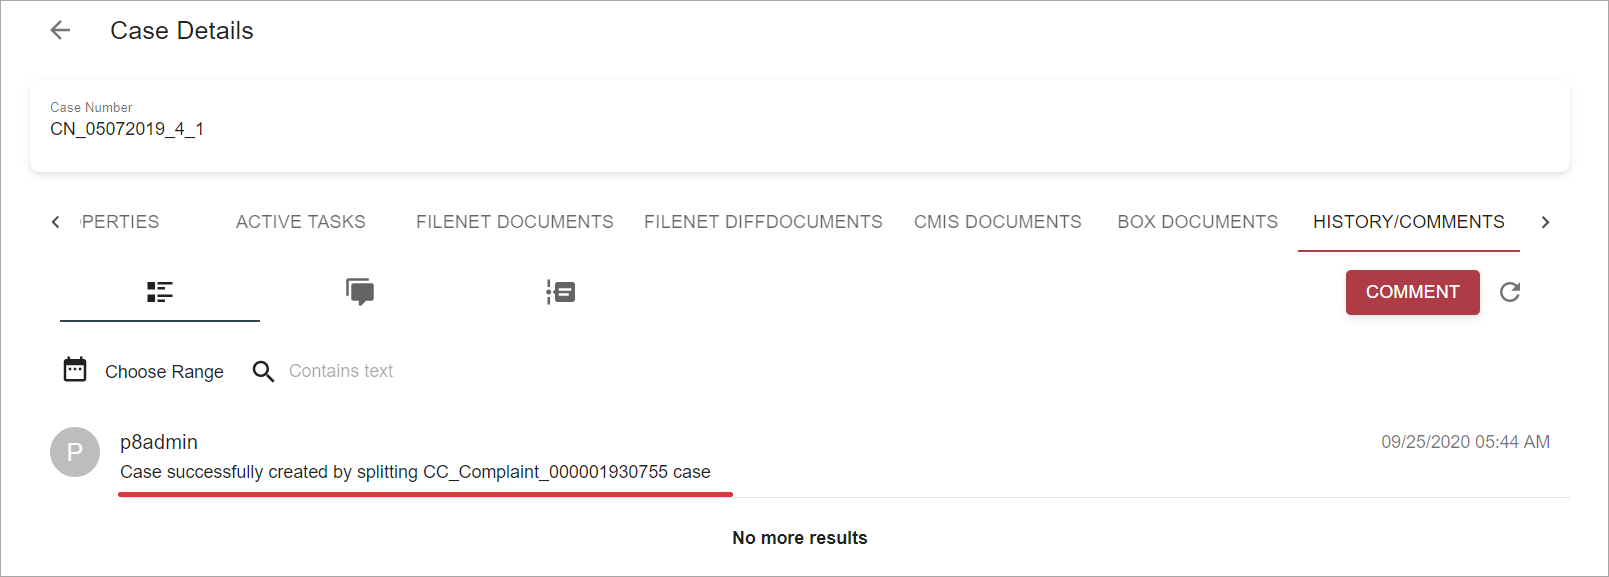 Case Details
Case Number
CN_05072019_4_1
PERTIES ACTIVE TASKS FILENET DOCUMENTS FILENET DIFFDOCUMENTS CMIS DOCUMENTS BOX DOCUMENTS HISTORY/COMMENTS
COMMENT
Choose Range Contains text
P p8admin 09/25/2020 05:44 AM
Case successfully created by splitting CC_Complaint_000001930755 case
No more results